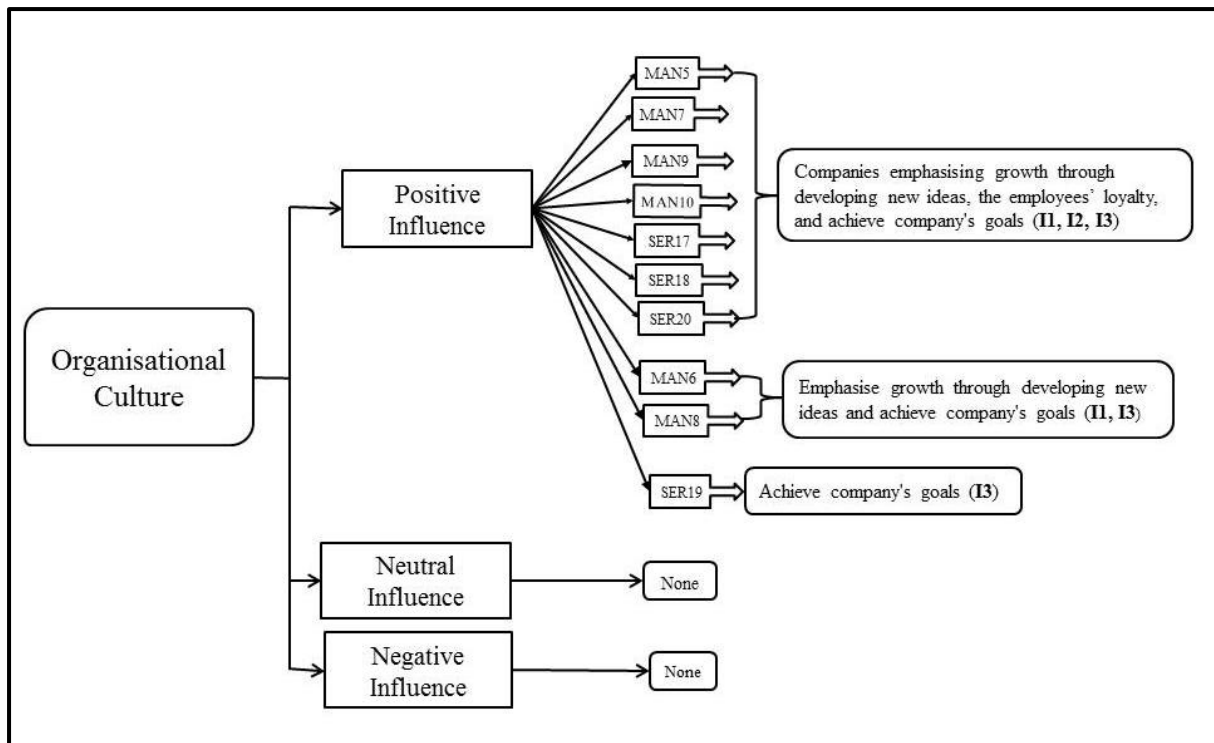 Organisational
Culture
Positive
Influence
MAN5
MAN7
MAN9
MAN10
SER17
SER18
SER20
MAN6
MAN8
SER19
Companies emphasising growth through
developing new ideas, the employees’ loyalty,
and achieve company's goals (I1, I2, I3)
Emphasise growth through developing new
ideas and achieve company's goals (I1, I3)
Achieve company's goals (I3)
Neutral
Influence
None
Negative
Influence
None